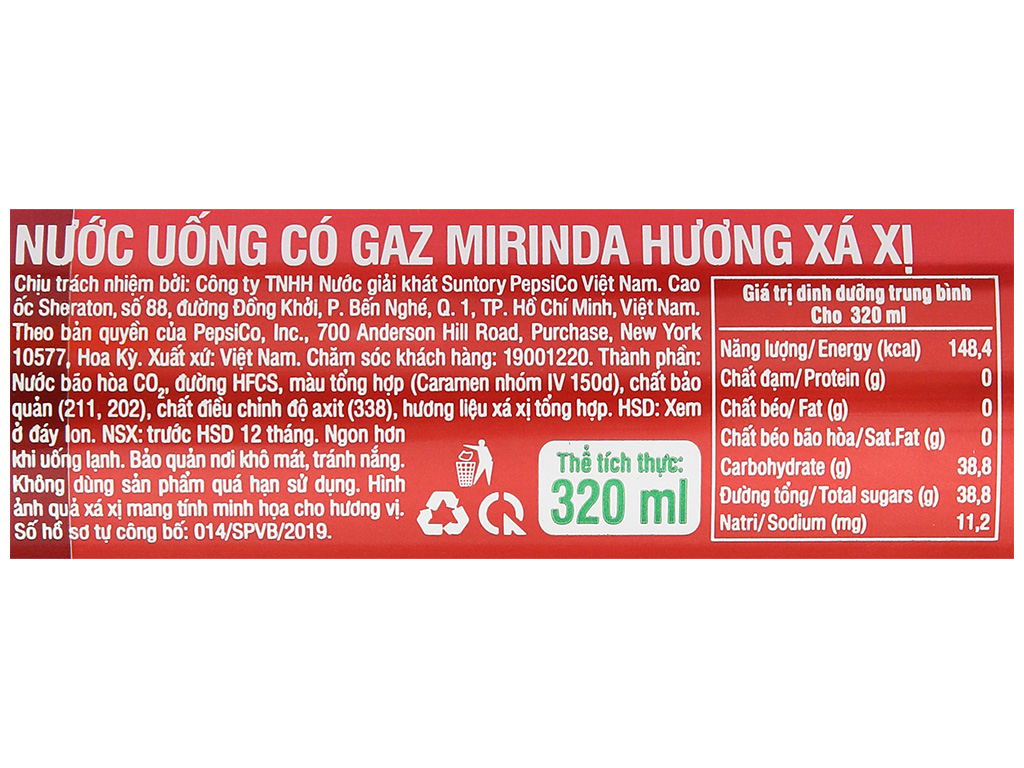 NƯỚC UỐNG CÓ GAZ MIRINDA HƯƠNG XÁ XỊ
Chịu trách nhiệm bởi: Công ty TNHH Nước giải khát Suntory PepsiCo Việt Nam. Cao
ốc Sheraton, số 88, đường Đồng Khởi, P. Bến Nghé, Q. 1, TP. Hồ Chí Minh, Việt Nam.
Theo bản quyền của PepsiCo, Inc., 700 Anderson Hill Road, Purchase, New York
10577, Hoa Kỳ. Xuất xứ: Việt Nam. Chăm sóc khách hàng: 19001220. Thành phần:
Nước bão hòa CO₂, đường HFCS, màu tổng hợp (Caramen nhóm IV 150d), chất bảo
quản (211, 202), chất điều chỉnh độ axit (338), hương liệu xá xị tổng hợp. HSD: Xem
ở đáy lon. NSX: trước HSD 12 tháng. Ngon hơn
khi uống lạnh. Bảo quản nơi khô mát, tránh nắng.
Không dùng sản phẩm quá hạn sử dụng. Hình
ảnh quả xá xị mang tính minh họa cho hương vị.
Số hồ sơ tự công bố: 014/SPVB/2019.
Thể tích thực:
320 ml
Giá trị dinh dưỡng trung bình
Cho 320 ml
Năng lượng/Energy (kcal) 148,4
Chất đạm/Protein (g) 0
Chất béo/Fat (g) 0
Chất béo bão hòa/Sat.Fat (g) 0
Carbohydrate (g) 38,8
Đường tổng/Total sugars (g) 38,8
Natri/Sodium (mg) 11,2